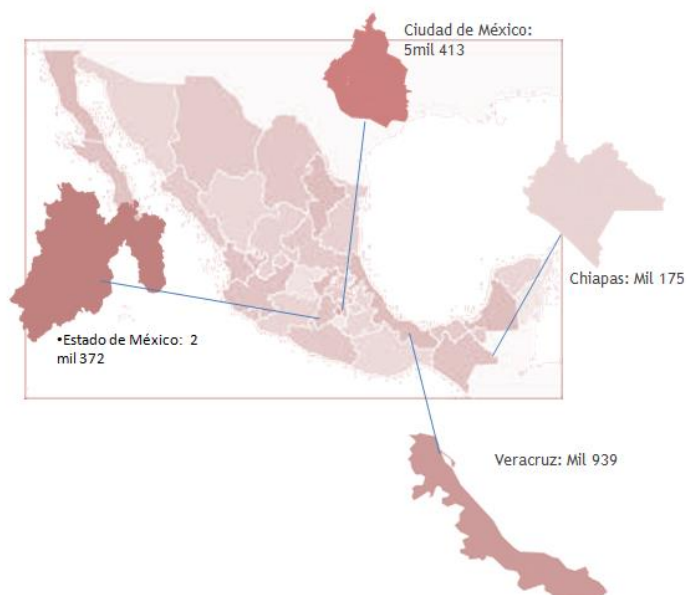 Ciudad de México:
5mil 413
Chiapas: Mil 175
•Estado de México: 2
mil 372
Veracruz: Mil 939